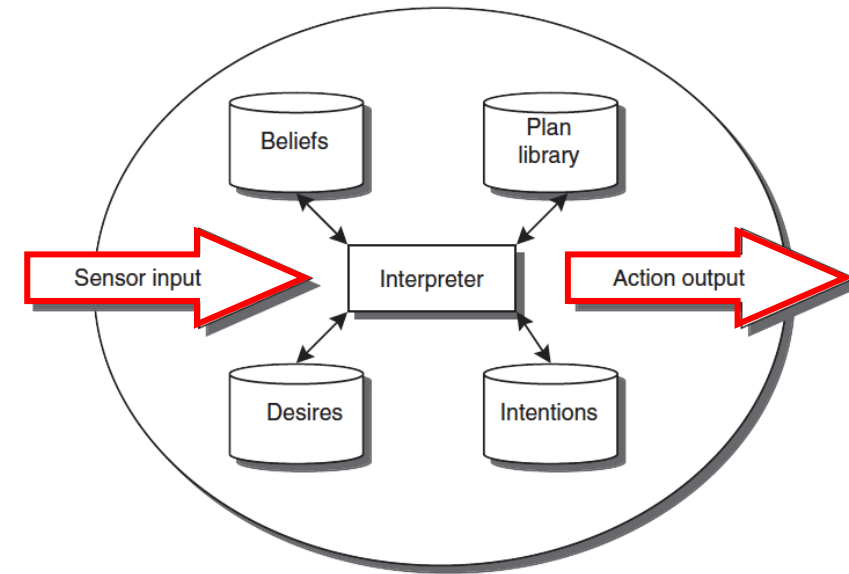 Beliefs
Plan
library
Sensor input
Interpreter
Action output
Desires
Intentions